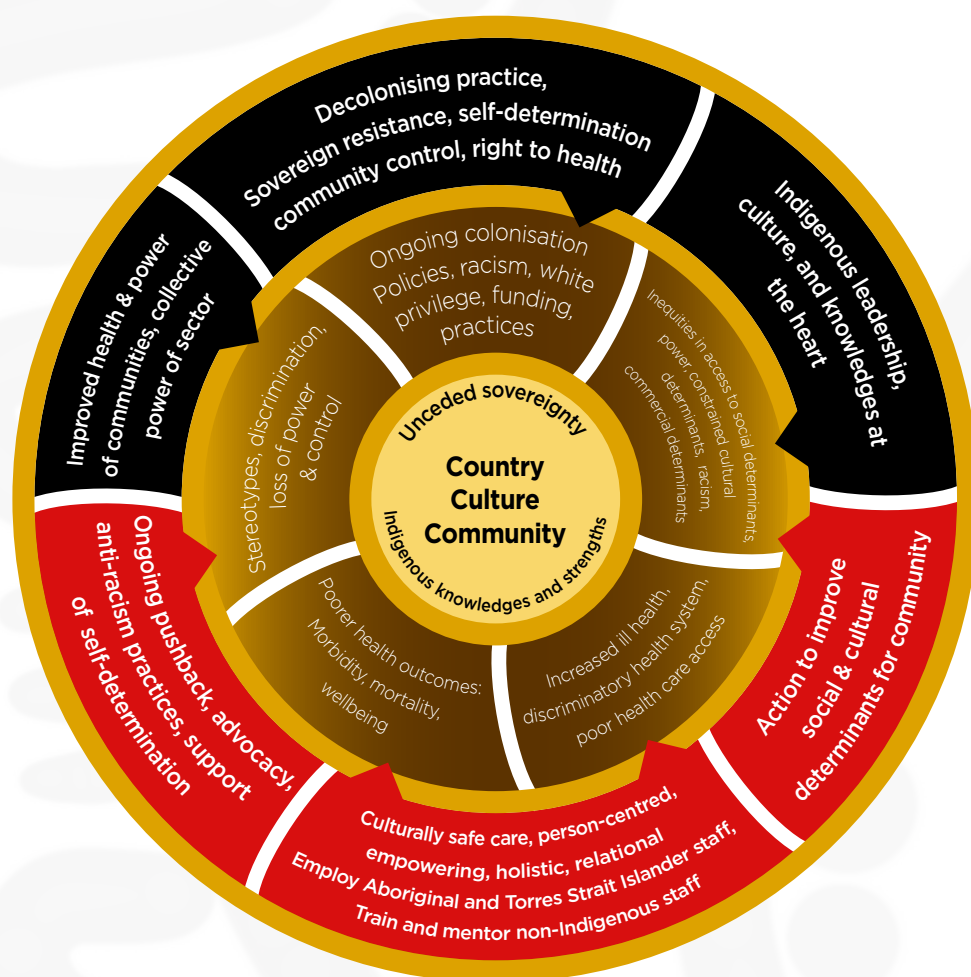 Decolonising practice,
Sovereign resistance, self-determination
community control, right to health
Indigenous leadership,
culture, and knowledges at
the heart
Action to improve
social & cultural
determinants for community
Culturally safe care, person-centred,
empowering, holistic, relational
Employ Aboriginal and Torres Strait Islander staff,
Train and mentor non-Indigenous staff
Ongoing pushback, advocacy,
anti-racism practices, support
of self-determination
Improved health & power
of communities, collective
power of sector
Ongoing colonisation
Policies, racism, white
privilege, funding,
practices
Inequities in access to social determinants,
power, constrained cultural
determinants, racism,
commercial determinants
Increased ill health,
discriminatory health system,
poor health care access
Poorer health outcomes:
Morbidity, mortality,
wellbeing
Stereotypes, discrimination,
loss of power
& control
Unceded sovereignty
Country
Culture
Community
Indigenous knowledges and strengths